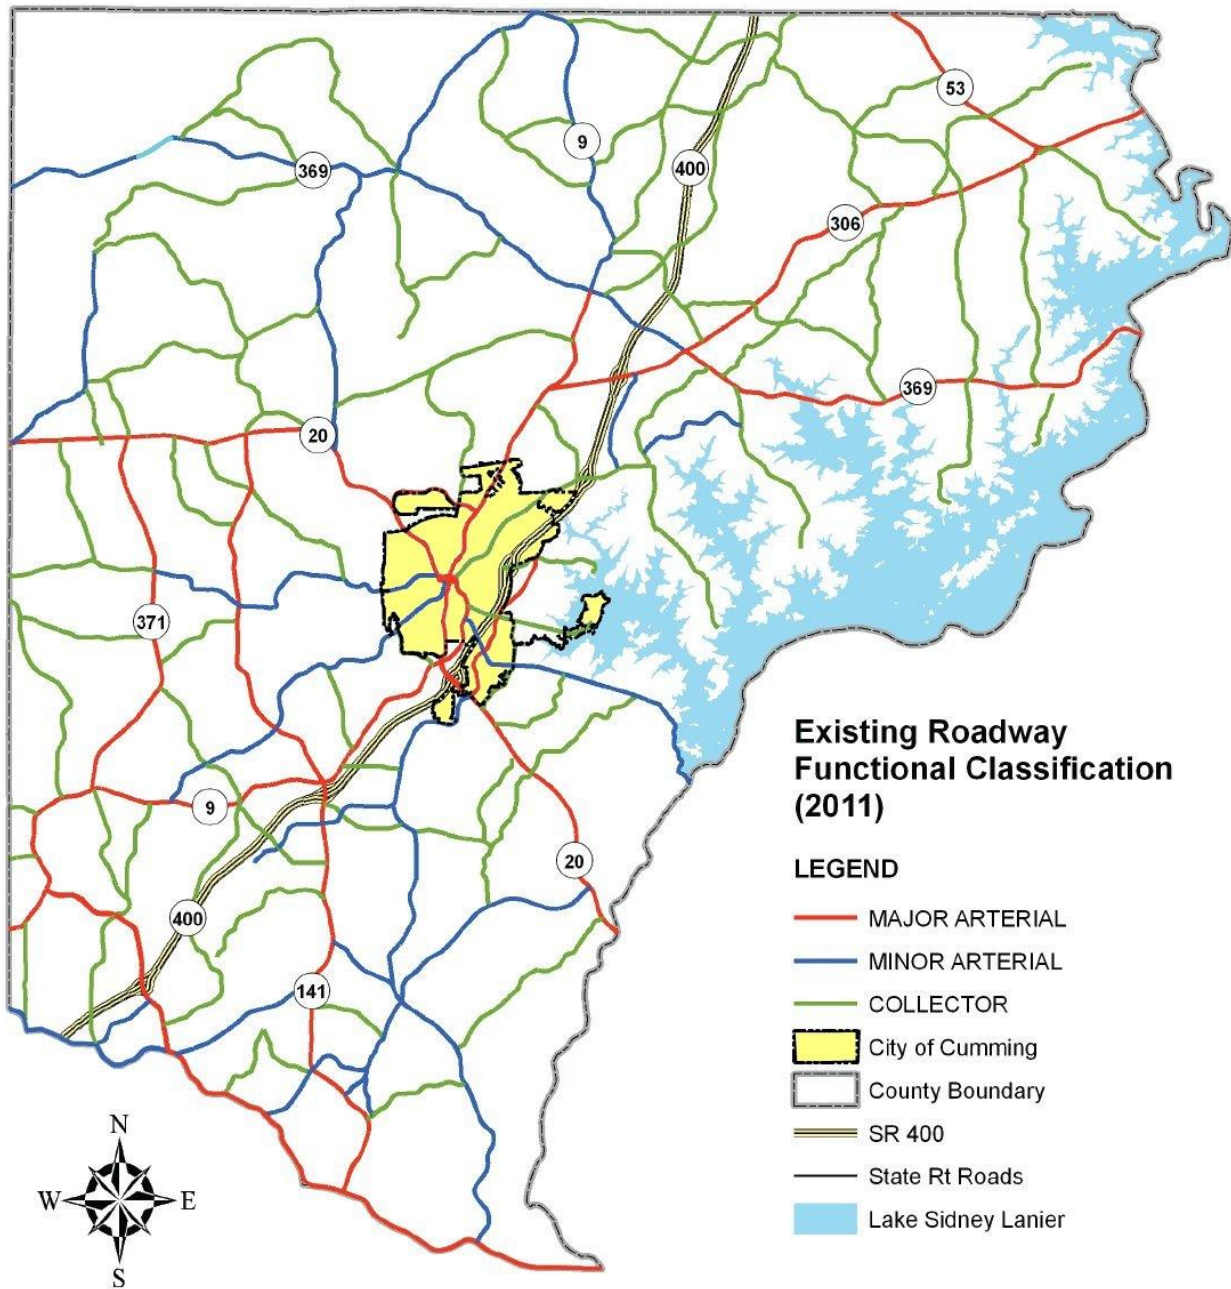 53
9
369
400
306
369
20
371
Existing Roadway
Functional Classification
(2011)
9
LEGEND
20
MAJOR ARTERIAL
400
MINOR ARTERIAL
141
COLLECTOR
City of Cumming
County Boundary
N
SR 400
State Rt Roads
W E
Lake Sidney Lanier
S